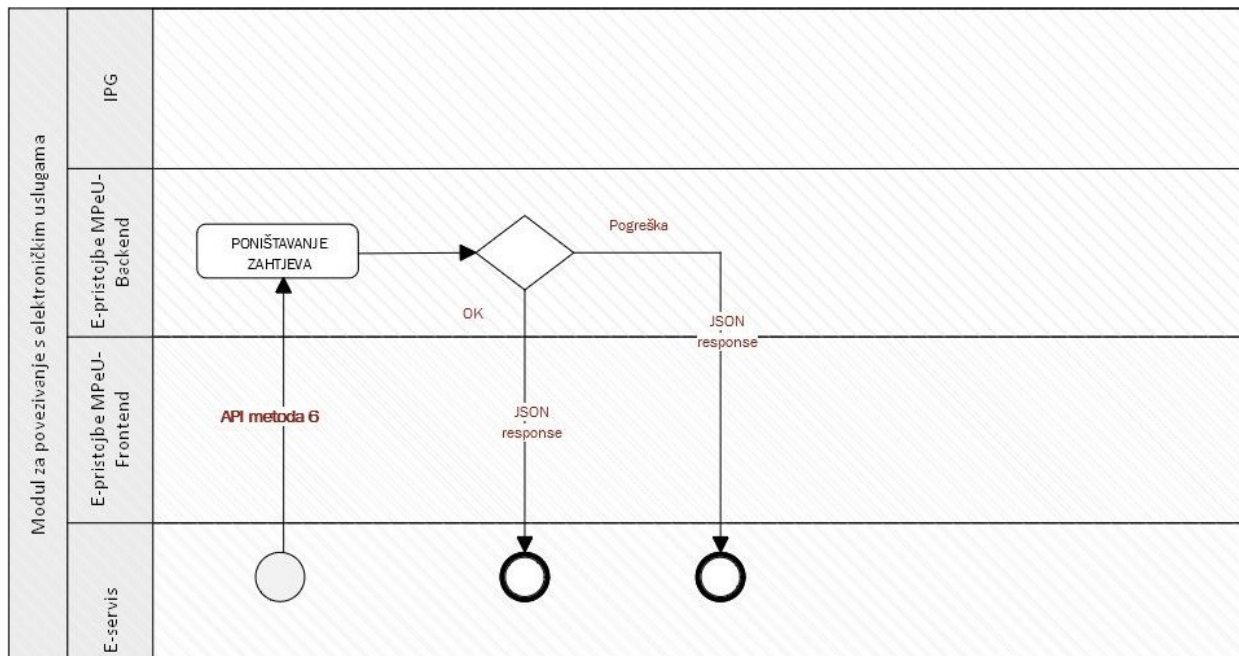 Modul za povezivanje s elektroničkim uslugama
IPG
E-pristojbe MPeU-
Backend
PONIŠTAVANJE
ZAHTJEVA
Pogreška
OK
JSON
response
E-pristojbe MPeU-
Frontend
API metoda 6
JSON
response
E-servis